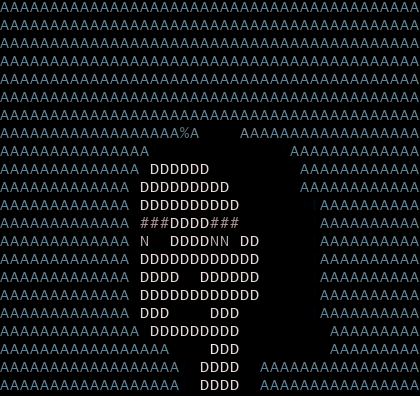 AAAAAAAAAAAAAAAAAAAAAAAAAAAAAAAAAAAAAAAAAA
AAAAAAAAAAAAAAAAAAAAAAAAAAAAAAAAAAAAAAAAAA
AAAAAAAAAAAAAAAAAAAAAAAAAAAAAAAAAAAAAAAAAA
AAAAAAAAAAAAAAAAAAAAAAAAAAAAAAAAAAAAAAAAAA
AAAAAAAAAAAAAAAAAAAAAAAAAAAAAAAAAAAAAAAAAA
AAAAAAAAAAAAAAAAAAAAAAAAAAAAAAAAAAAAAAAAAA
AAAAAAAAAAAAAAAAAAAAAAAAAAAAAAAAAAAAAAAAAA
AAAAAAAAAAAAAAAAAA%A    AAAAAAAAAAAAAAAAAA
AAAAAAAAAAAAAAA              AAAAAAAAAAAAA
AAAAAAAAAAAAAA DDDDDD         AAAAAAAAAAAA
AAAAAAAAAAAAA DDDDDDDDD       AAAAAAAAAAAA
AAAAAAAAAAAAA DDDDDDDDDD        AAAAAAAAAA
AAAAAAAAAAAAA ###DDDD###        AAAAAAAAAA
AAAAAAAAAAAAA N  DDDDNN DD      AAAAAAAAAA
AAAAAAAAAAAAA DDDDDDDDDDDD      AAAAAAAAAA
AAAAAAAAAAAAA DDDD  DDDDDD      AAAAAAAAAA
AAAAAAAAAAAAA DDDDDDDDDDDD      AAAAAAAAAA
AAAAAAAAAAAAA DDD    DDD        AAAAAAAAAA
AAAAAAAAAAAAAA DDDDDDDDD         AAAAAAAAA
AAAAAAAAAAAAAAAAA    DDD         AAAAAAAAA
AAAAAAAAAAAAAAAAAA  DDDD  AAAAAAAAAAAAAAAA
AAAAAAAAAAAAAAAAAA  DDDD  AAAAAAAAAAAAAAAA